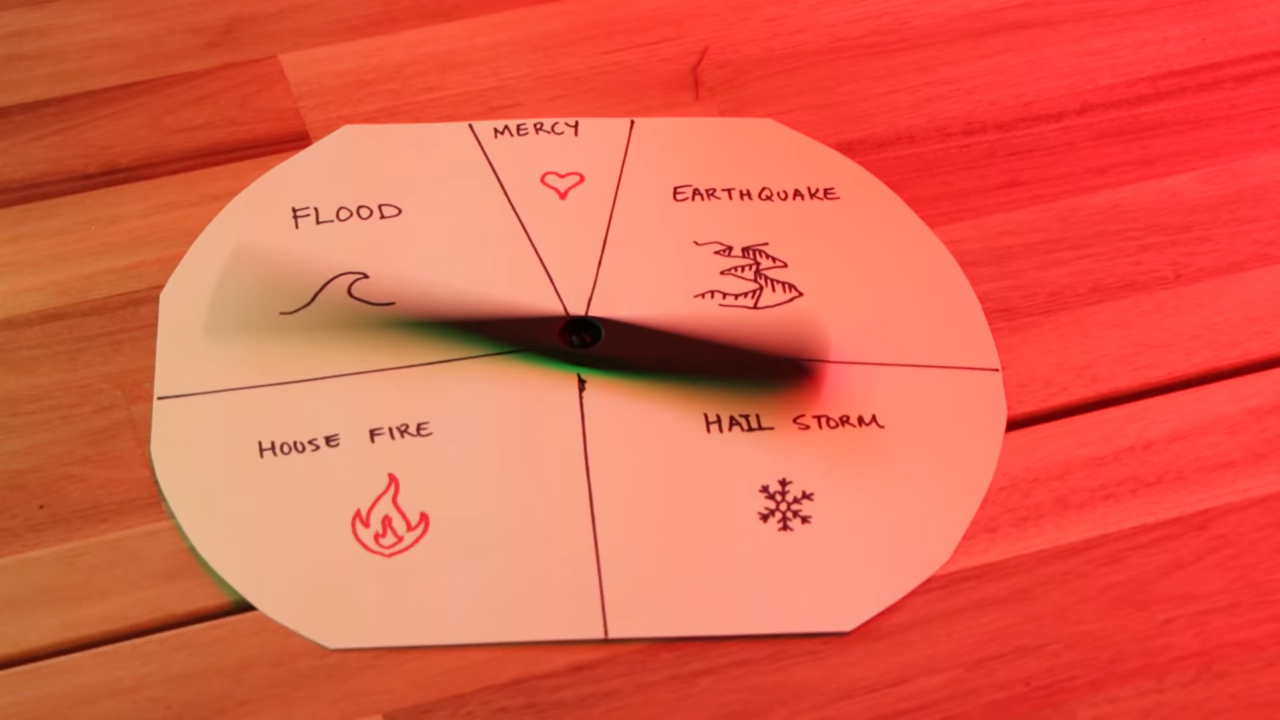 MERCY
FLOOD
EARTHQUAKE
HOUSE FIRE
HAIL STORM